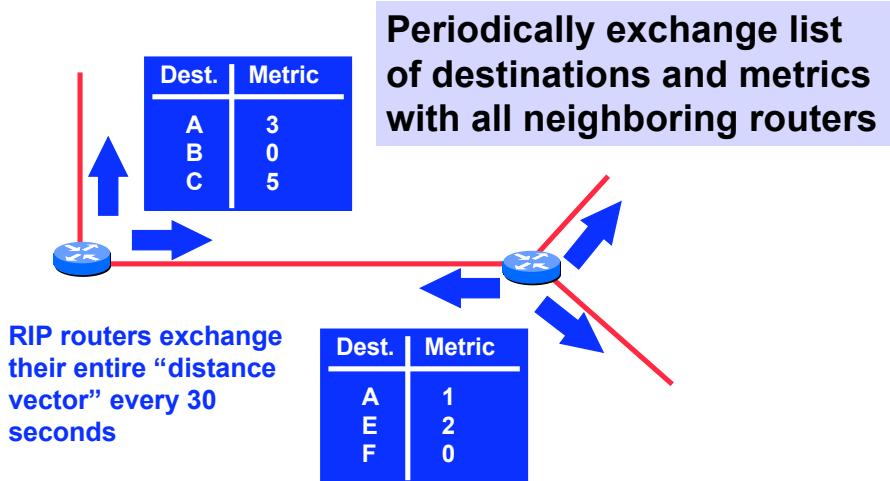 Periodically exchange list
of destinations and metrics
with all neighboring routers
Dest. Metric
A 3
B 0
C 5
RIP routers exchange
their entire “distance
vector” every 30
seconds
Dest. Metric
A 1
E 2
F 0